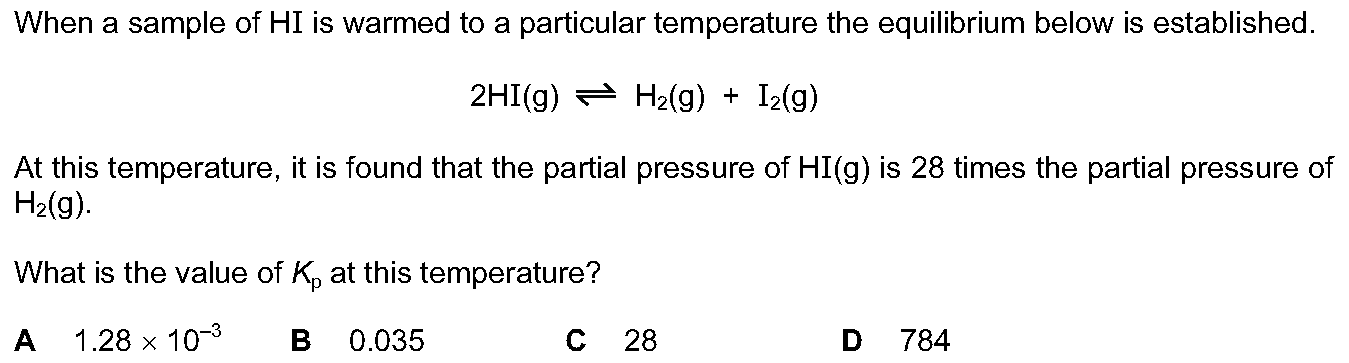 When a sample of HI is warmed to a particular temperature the equilibrium below is established.
2HI(g) ⇌ H₂(g) + I₂(g)
At this temperature, it is found that the partial pressure of HI(g) is 28 times the partial pressure of
H₂(g).
What is the value of Kₚ at this temperature?
A 1.28 × 10⁻³ B 0.035 C 28 D 784